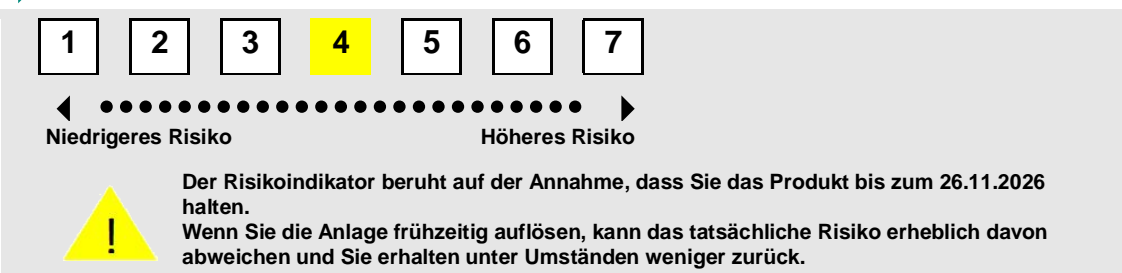 1 2 3 4 5 6 7
Niedrigeres Risiko Höheres Risiko
Der Risikoindikator beruht auf der Annahme, dass Sie das Produkt bis zum 26.11.2026
halten.
Wenn Sie die Anlage frühzeitig auflösen, kann das tatsächliche Risiko erheblich davon
abweichen und Sie erhalten unter Umständen weniger zurück.
!